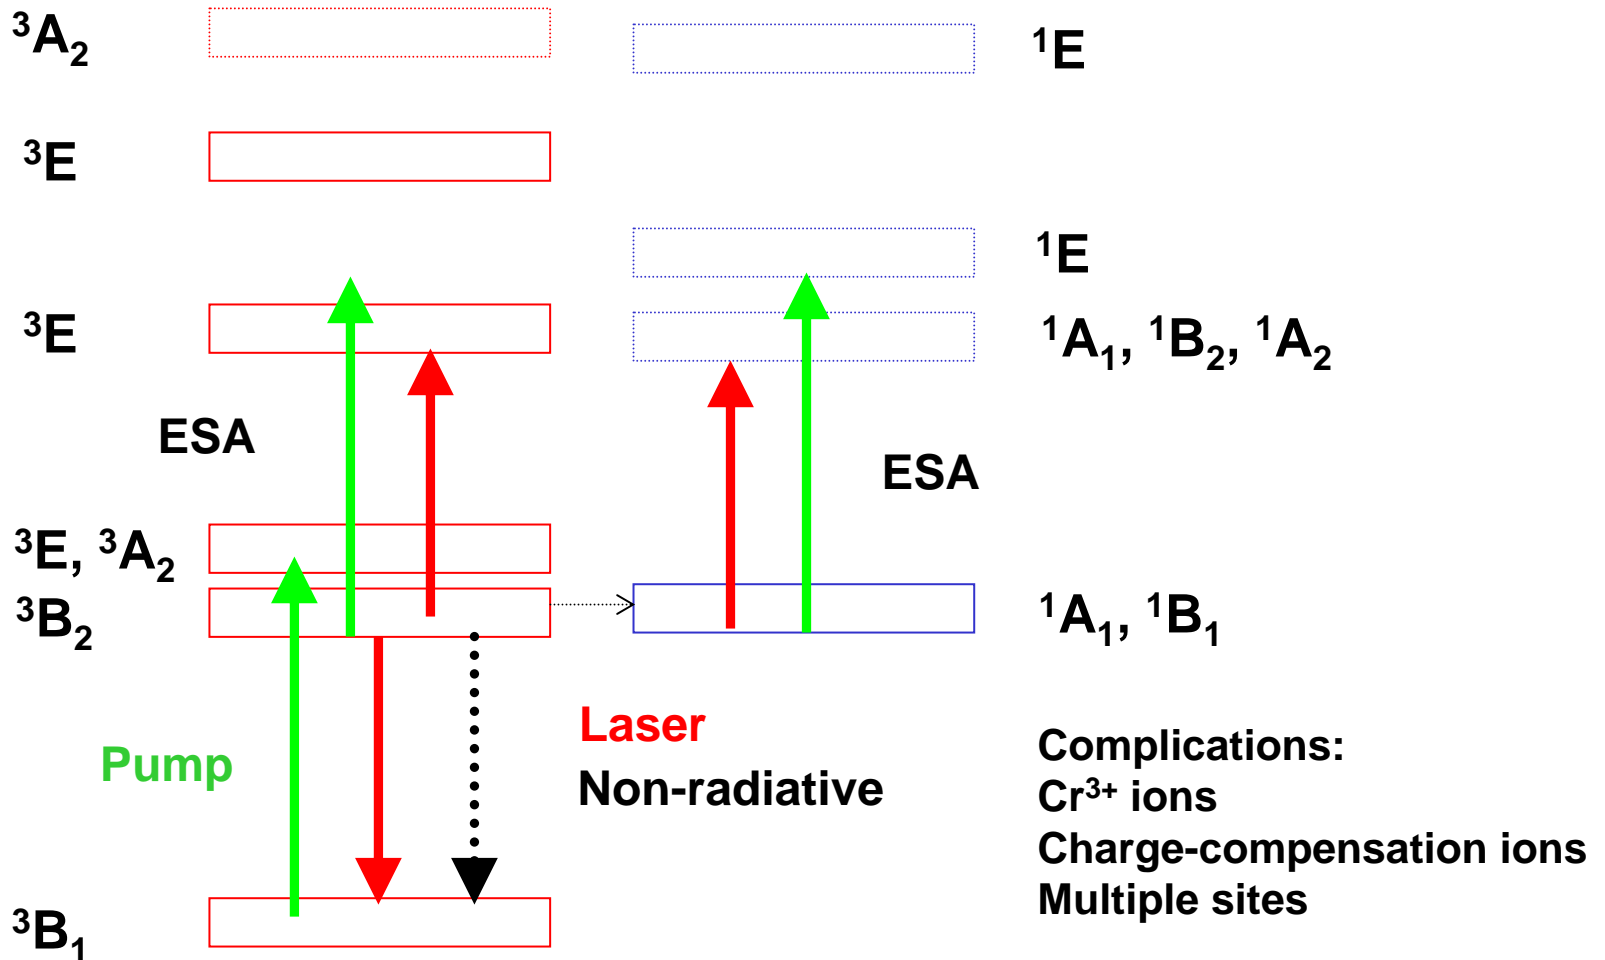 ³A₂
¹E
³E
¹E
³E
¹A₁, ¹B₂, ¹A₂
ESA
ESA
³E, ³A₂
³B₂
¹A₁, ¹B₁
Laser
Pump
Non-radiative
Complications:
Cr³⁺ ions
Charge-compensation ions
Multiple sites
³B₁